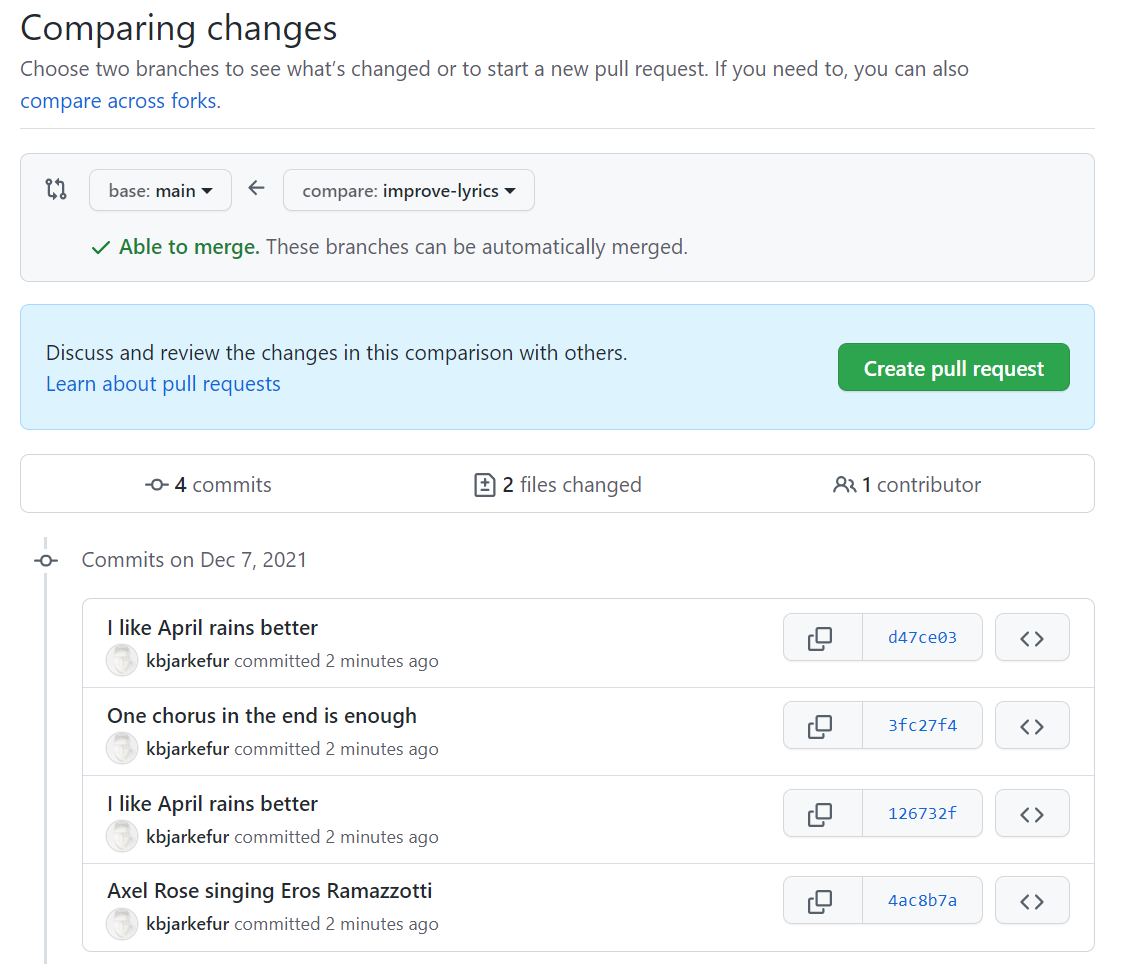 Comparing changes
Choose two branches to see what’s changed or to start a new pull request. If you need to, you can also
compare across forks.
base: main compare: improve-lyrics
Able to merge. These branches can be automatically merged.
Discuss and review the changes in this comparison with others.
Learn about pull requests
Create pull request
4 commits 2 files changed 1 contributor
Commits on Dec 7, 2021
I like April rains better
kbjarkefur committed 2 minutes ago
d47ce03
One chorus in the end is enough
kbjarkefur committed 2 minutes ago
3fc27f4
I like April rains better
kbjarkefur committed 2 minutes ago
126732f
Axel Rose singing Eros Ramazzotti
kbjarkefur committed 2 minutes ago
4ac8b7a